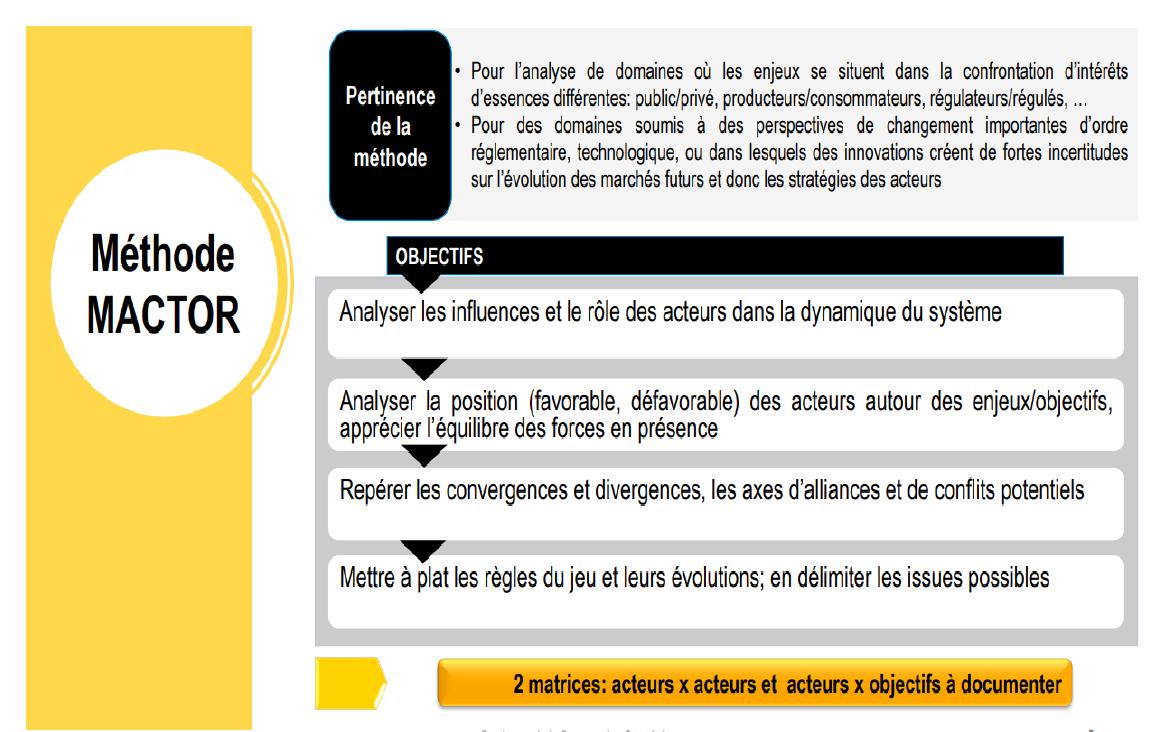 Méthode
MACTOR
Pertinence
de la
méthode
• Pour l’analyse de domaines où les enjeux se situent dans la confrontation d’intérêts
d’essences différentes: public/privé, producteurs/consommateurs, régulateurs/régulés, …
• Pour des domaines soumis à des perspectives de changement importantes d’ordre
réglementaire, technologique, ou dans lesquels des innovations créent de fortes incertitudes
sur l’évolution des marchés futurs et donc les stratégies des acteurs
OBJECTIFS
Analyser les influences et le rôle des acteurs dans la dynamique du système
Analyser la position (favorable, défavorable) des acteurs autour des enjeux/objectifs,
apprécier l’équilibre des forces en présence
Repérer les convergences et divergences, les axes d’alliances et de conflits potentiels
Mettre à plat les règles du jeu et leurs évolutions; en délimiter les issues possibles
2 matrices: acteurs x acteurs et acteurs x objectifs à documenter